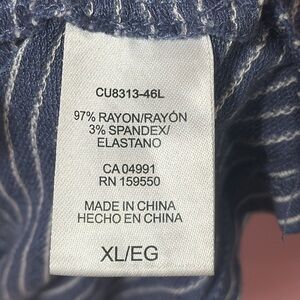 CU8313-46L
97% RAYON/RAYÓN
3% SPANDEX/
ELASTANO
CA 04991
RN 159550
MADE IN CHINA
HECHO EN CHINA
XL/EG